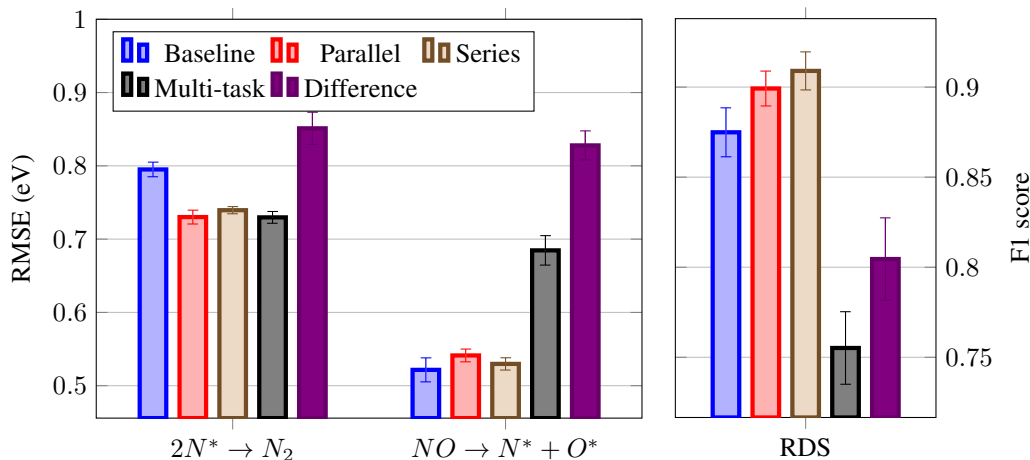 1
0.9
0.8
0.7
0.6
0.5
RMSE (eV)
Baseline Parallel Series
Multi-task Difference
2N* → N₂
NO → N* + O*
0.9
0.85
0.8
0.75
F1 score
RDS